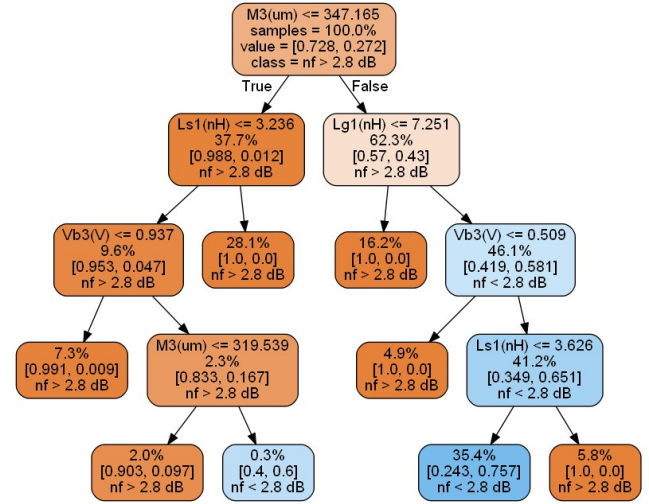 M3(um) <= 347.165
samples = 100.0%
value = [0.728, 0.272]
class = nf > 2.8 dB
True
False
Ls1(nH) <= 3.236
37.7%
[0.988, 0.012]
nf > 2.8 dB
Lg1(nH) <= 7.251
62.3%
[0.57, 0.43]
nf > 2.8 dB
Vb3(V) <= 0.937
9.6%
[0.953, 0.047]
nf > 2.8 dB
28.1%
[1.0, 0.0]
nf > 2.8 dB
16.2%
[1.0, 0.0]
nf > 2.8 dB
Vb3(V) <= 0.509
46.1%
[0.419, 0.581]
nf < 2.8 dB
7.3%
[0.991, 0.009]
nf > 2.8 dB
M3(um) <= 319.539
2.3%
[0.833, 0.167]
nf > 2.8 dB
4.9%
[1.0, 0.0]
nf > 2.8 dB
Ls1(nH) <= 3.626
41.2%
[0.349, 0.651]
nf < 2.8 dB
2.0%
[0.903, 0.097]
nf > 2.8 dB
0.3%
[0.4, 0.6]
nf < 2.8 dB
35.4%
[0.243, 0.757]
nf > 2.8 dB
5.8%
[1.0, 0.0]
nf > 2.8 dB